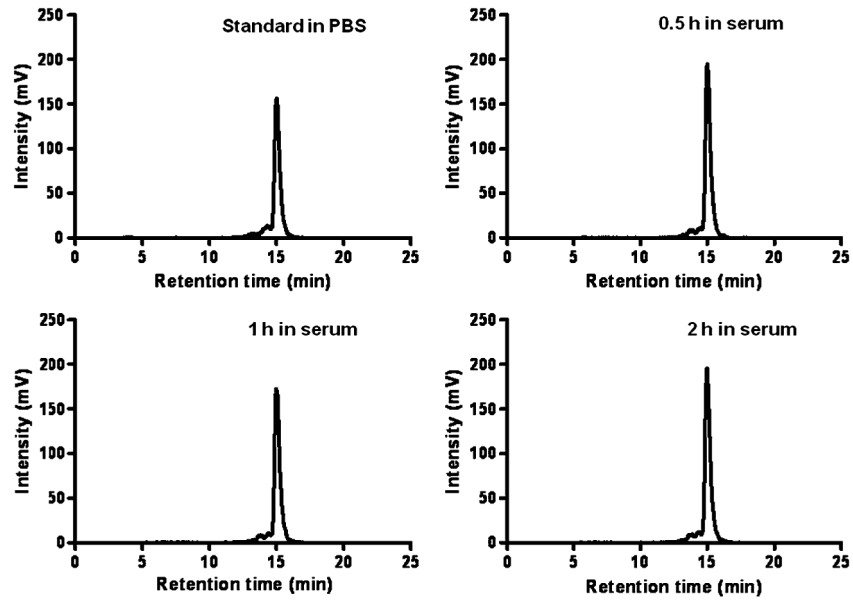 Standard in PBS
Intensity (mV)
250
200
150
100
50
0
0 5 10 15 20 25
Retention time (min)
0.5 h in serum
Intensity (mV)
250
200
150
100
50
0
0 5 10 15 20 25
Retention time (min)
1 h in serum
Intensity (mV)
250
200
150
100
50
0
0 5 10 15 20 25
Retention time (min)
2 h in serum
Intensity (mV)
250
200
150
100
50
0
0 5 10 15 20 25
Retention time (min)